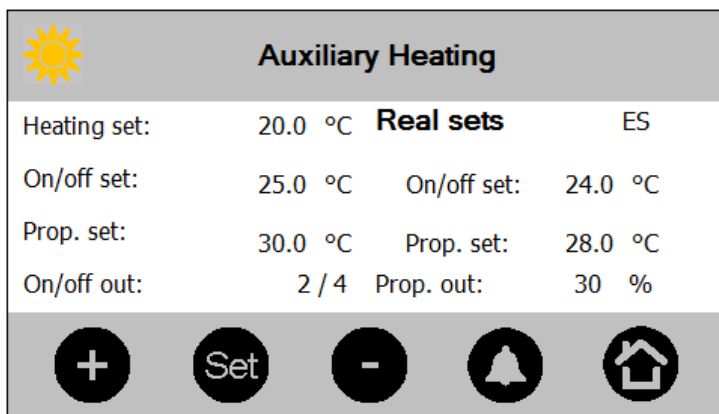 Auxiliary Heating
Heating set: 20.0 °C Real sets ES
On/off set: 25.0 °C On/off set: 24.0 °C
Prop. set: 30.0 °C Prop. set: 28.0 °C
On/off out: 2 / 4 Prop. out: 30 %
+ Set -